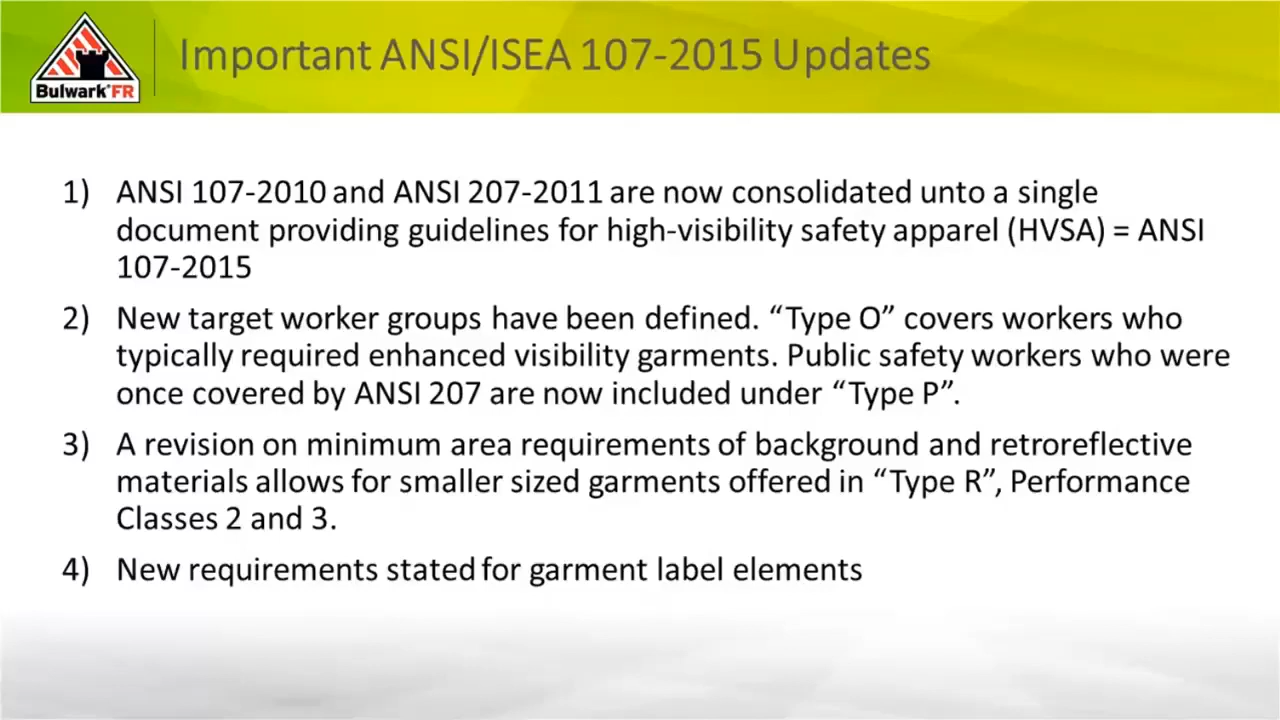 Bulwark®FR
Important ANSI/ISEA 107-2015 Updates
1) ANSI 107-2010 and ANSI 207-2011 are now consolidated unto a single
document providing guidelines for high-visibility safety apparel (HVSA) = ANSI
107-2015
2) New target worker groups have been defined. “Type O” covers workers who
typically required enhanced visibility garments. Public safety workers who were
once covered by ANSI 207 are now included under “Type P”.
3) A revision on minimum area requirements of background and retroreflective
materials allows for smaller sized garments offered in “Type R”, Performance
Classes 2 and 3.
4) New requirements stated for garment label elements